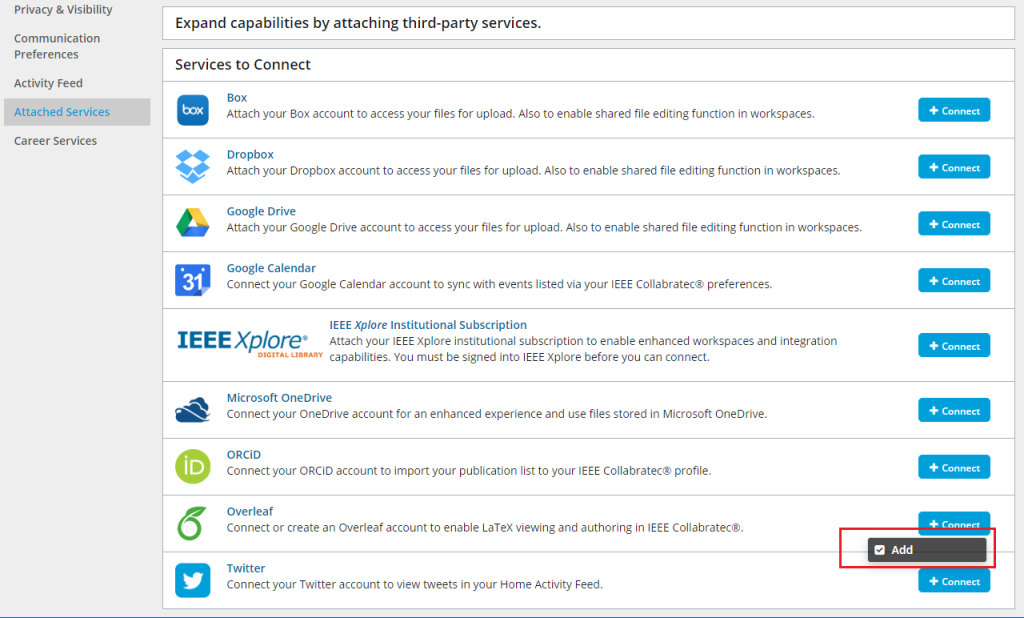 Privacy & Visibility
Communication
Preferences
Activity Feed
Attached Services
Career Services
Expand capabilities by attaching third-party services.
Services to Connect
box
Box
Attach your Box account to access your files for upload. Also to enable shared file editing function in workspaces.
+ Connect
Dropbox
Attach your Dropbox account to access your files for upload. Also to enable shared file editing function in workspaces.
+ Connect
Google Drive
Attach your Google Drive account to access your files for upload. Also to enable shared file editing function in workspaces.
+ Connect
31
Google Calendar
Connect your Google Calendar account to sync with events listed via your IEEE Collabratec® preferences.
+ Connect
IEEE Xplore®
DIGITAL LIBRARY
IEEE Xplore Institutional Subscription
Attach your IEEE Xplore institutional subscription to enable enhanced workspaces and integration
capabilities. You must be signed into IEEE Xplore before you can connect.
+ Connect
Microsoft OneDrive
Connect your OneDrive account for an enhanced experience and use files stored in Microsoft OneDrive.
+ Connect
iD
ORCiD
Connect your ORCiD account to import your publication list to your IEEE Collabratec® profile.
+ Connect
Overleaf
Connect or create an Overleaf account to enable LaTeX viewing and authoring in IEEE Collabratec®.
+ Connect
Add
Twitter
Connect your Twitter account to view tweets in your Home Activity Feed.
+ Connect